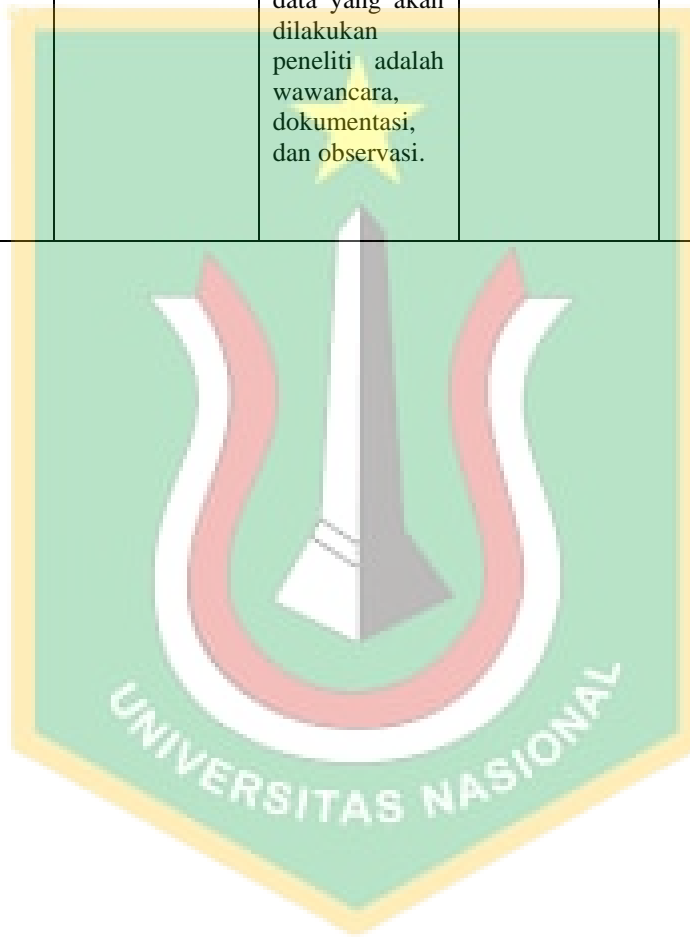 data yang akan
dilakukan
peneliti adalah
wawancara,
dokumentasi,
dan observasi.
UNIVERSITAS NASIONAL